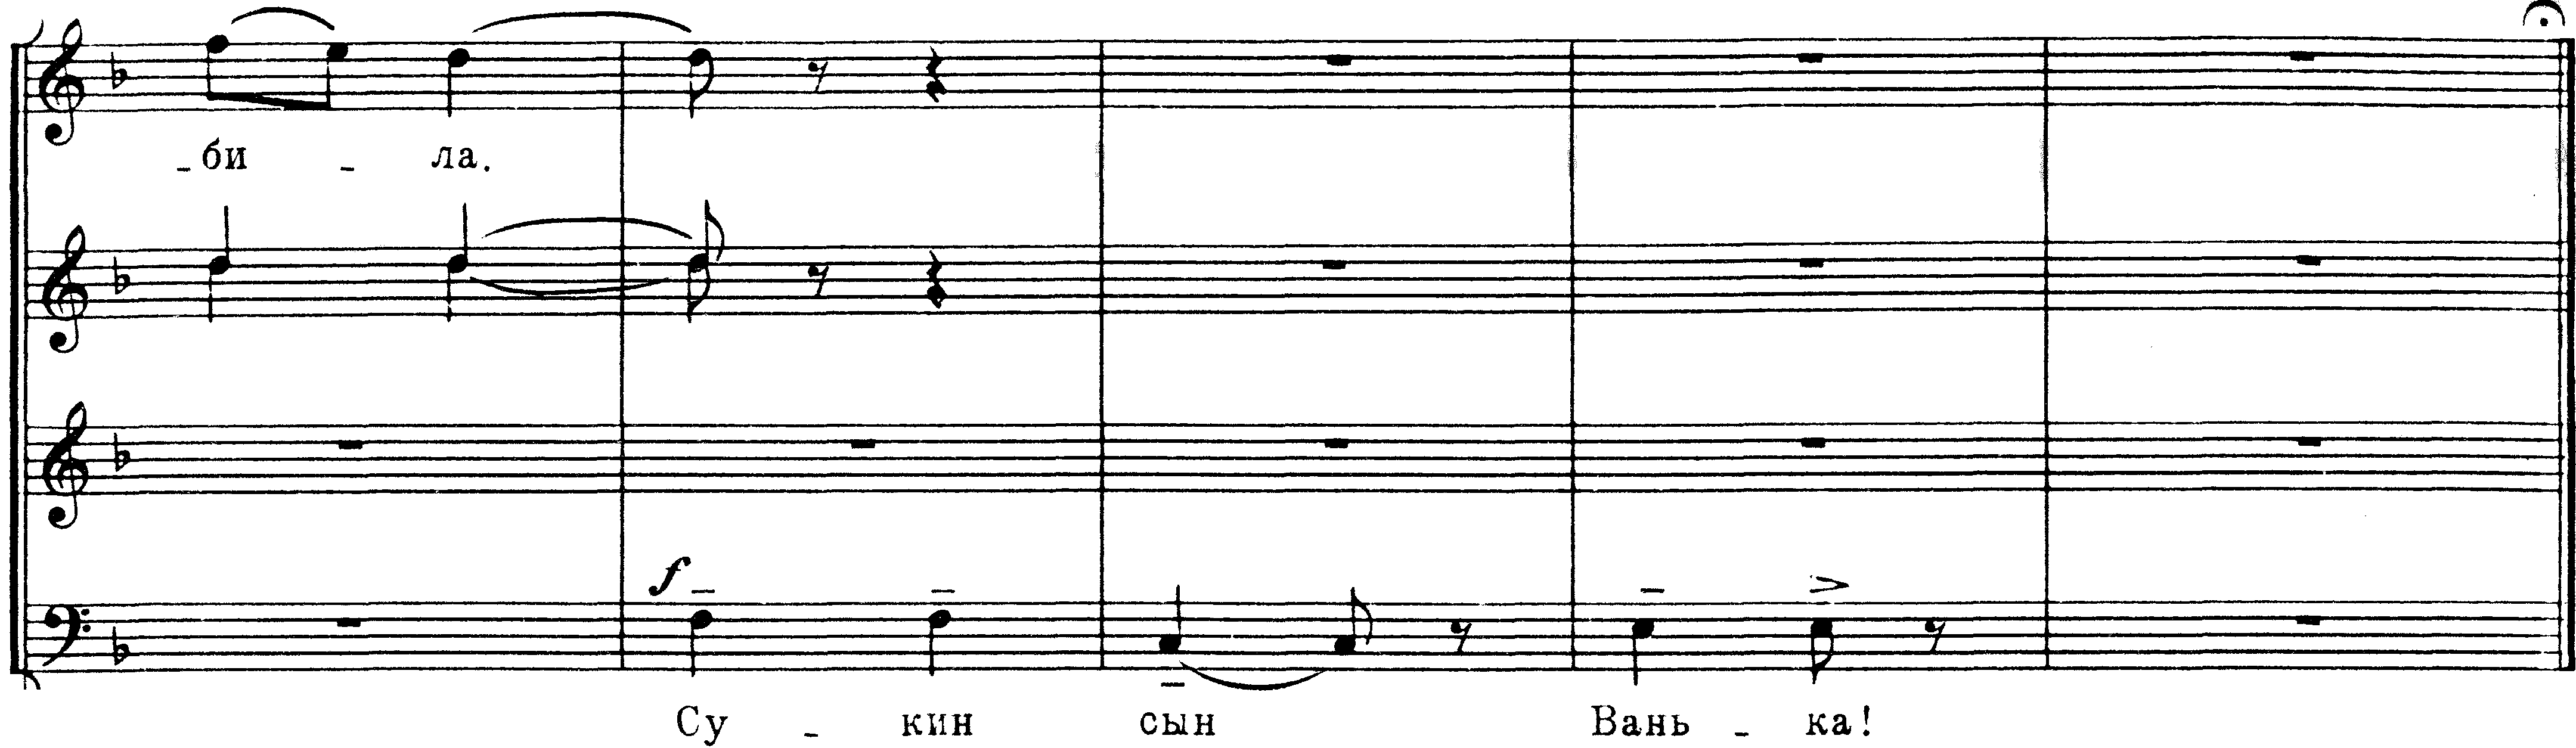 -би - ла.
f
Су - кин сын Вань - ка!